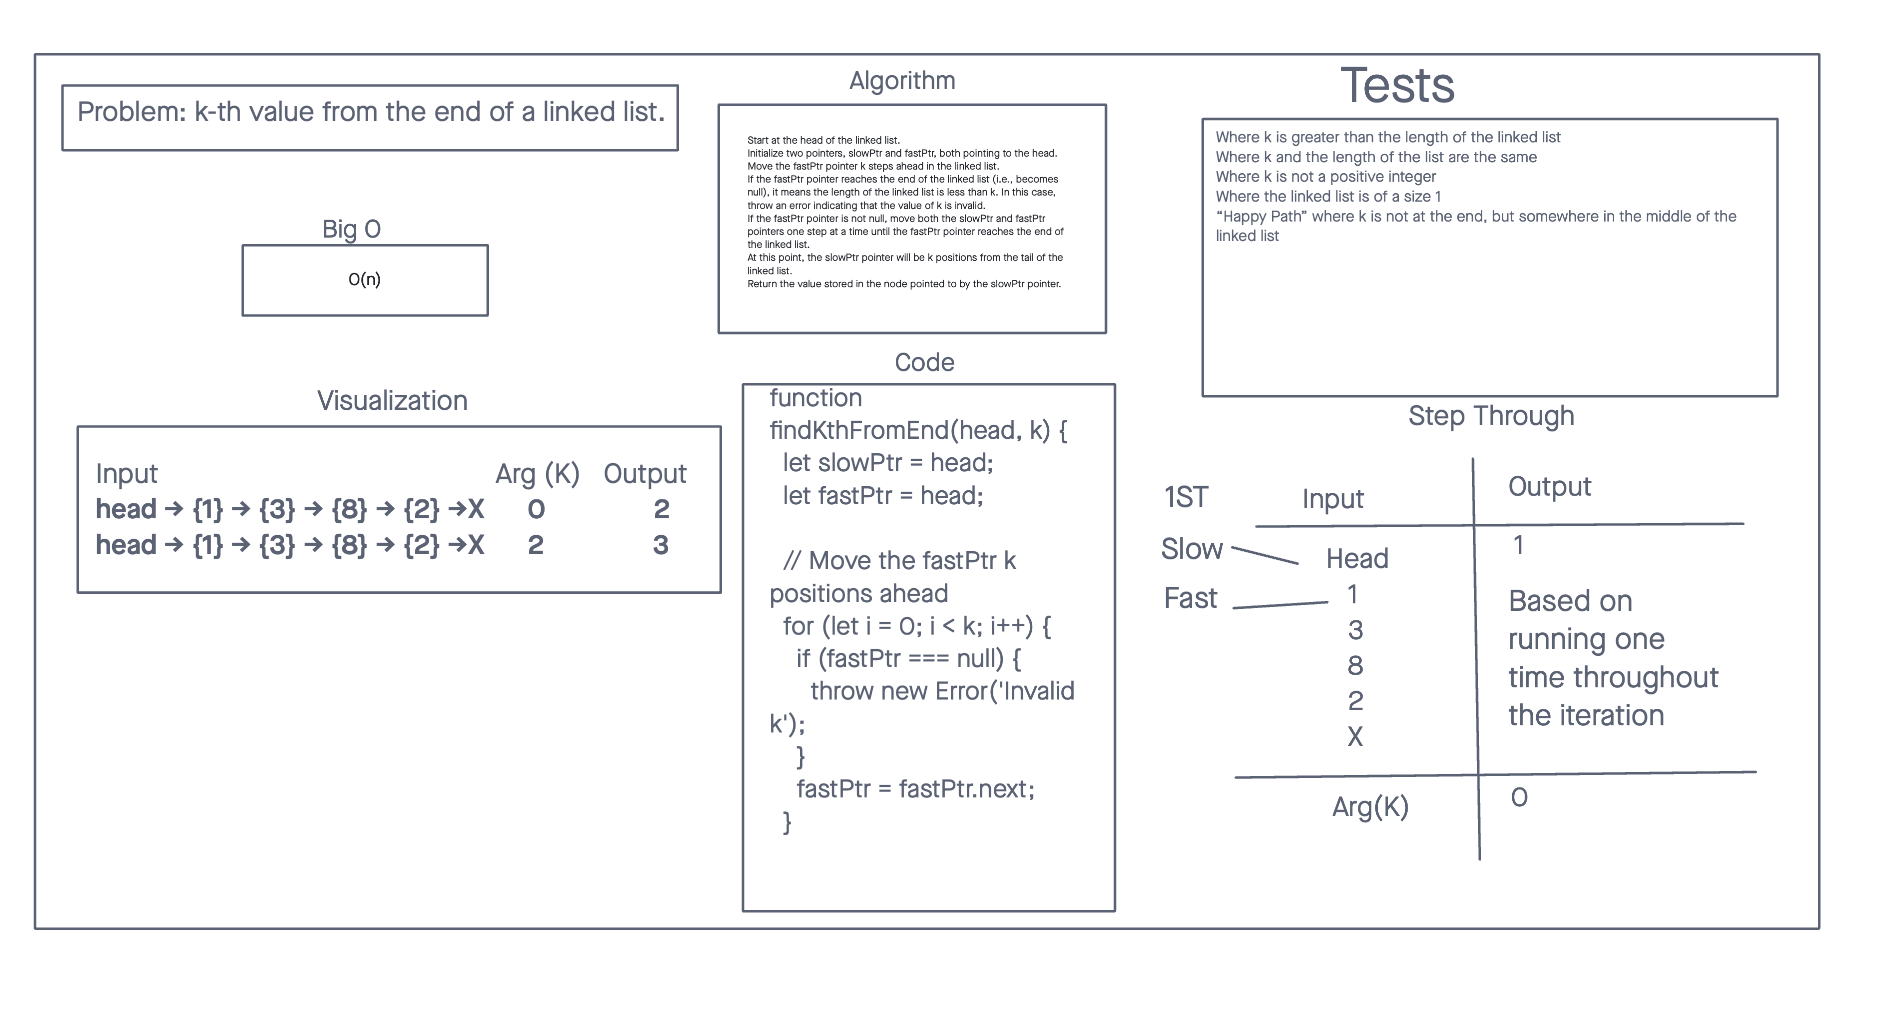 Problem: k-th value from the end of a linked list.
Big O
O(n)
Visualization
Input Arg (K) Output
head → {1} → {3} → {8} → {2} →X 0 2
head → {1} → {3} → {8} → {2} →X 2 3
Algorithm
Start at the head of the linked list.
Initialize two pointers, slowPtr and fastPtr, both pointing to the head.
Move the fastPtr pointer k steps ahead in the linked list.
If the fastPtr pointer reaches the end of the linked list (i.e., becomes
null), it means the length of the linked list is less than k. In this case,
throw an error indicating that the value of k is invalid.
If the fastPtr pointer is not null, move both the slowPtr and fastPtr
pointers one step at a time until the fastPtr pointer reaches the end of
the linked list.
At this point, the slowPtr pointer will be k positions from the tail of the
linked list.
Return the value stored in the node pointed to by the slowPtr pointer.
Code
function
findKthFromEnd(head, k) {
let slowPtr = head;
let fastPtr = head;
// Move the fastPtr k
positions ahead
for (let i = 0; i < k; i++) {
if (fastPtr === null) {
throw new Error('Invalid
k');
}
fastPtr = fastPtr.next;
}
Tests
Where k is greater than the length of the linked list
Where k and the length of the list are the same
Where k is not a positive integer
Where the linked list is of a size 1
“Happy Path” where k is not at the end, but somewhere in the middle of the
linked list
Step Through
1ST Input Output
Slow Head 1
Fast 1
3
8
2
X
Based on
running one
time throughout
the iteration
Arg(K) 0